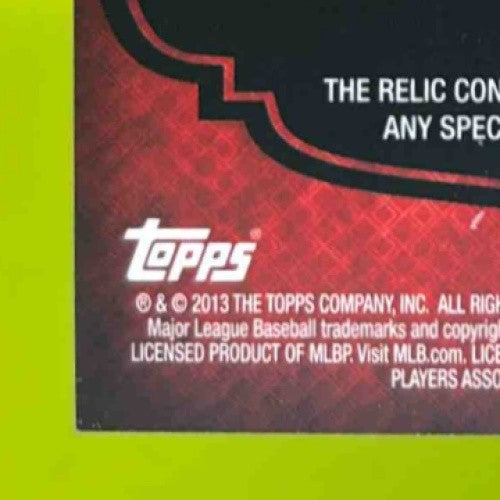 THE RELIC CON
ANY SPEC
Topps®
® & © 2013 THE TOPPS COMPANY, INC. ALL RIGH
Major League Baseball trademarks and copyrig
LICENSED PRODUCT OF MLBP. Visit MLB.com. LICE
PLAYERS ASSO